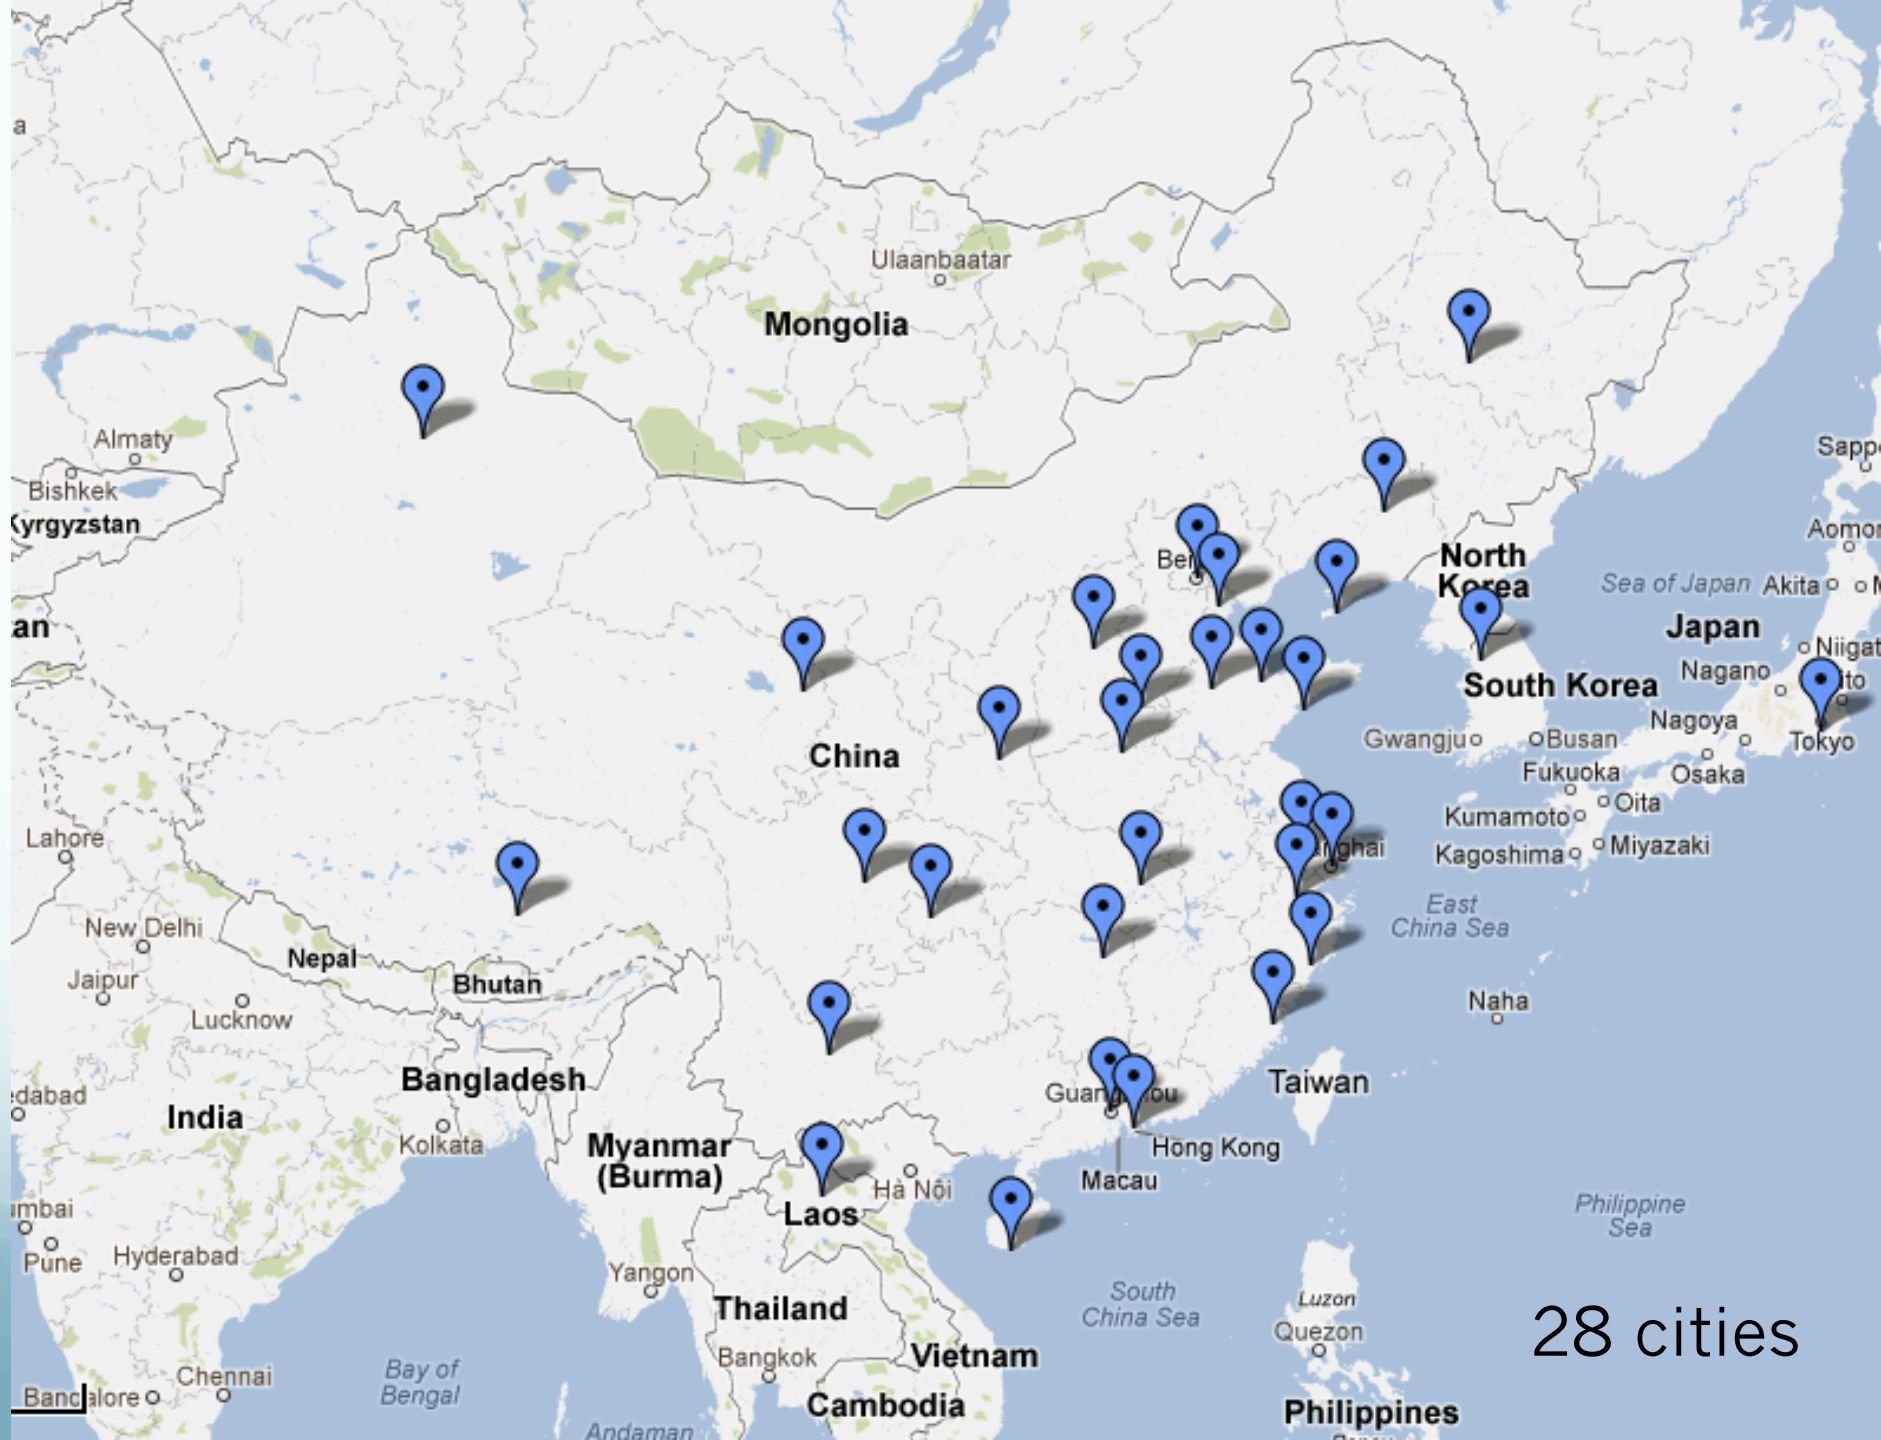 a
Ulaanbaatar
Mongolia
Almaty
Bishkek
Kyrgyzstan
an
Sea of Japan
North
Korea
Japan
Akita
Nagano
South Korea
Nagoya
Gwangju
Busan
Tokyo
Osaka
Fukuoka
Oita
Kumamoto
Kagoshima
Miyazaki
China
Lahore
East
China Sea
New Delhi
Nepal
Jaipur
Bhutan
Lucknow
Naha
Bangladesh
India
Kolkata
Taiwan
Myanmar
(Burma)
Hong Kong
Macau
Hà Nội
Laos
Philippine
Sea
Pune
Hyderabad
Yangon
South
China Sea
Thailand
Luzon
Quezon
28 cities
Bangkok
Vietnam
Bay of
Bengal
Chennai
Cambodia
Philippines
Andaman